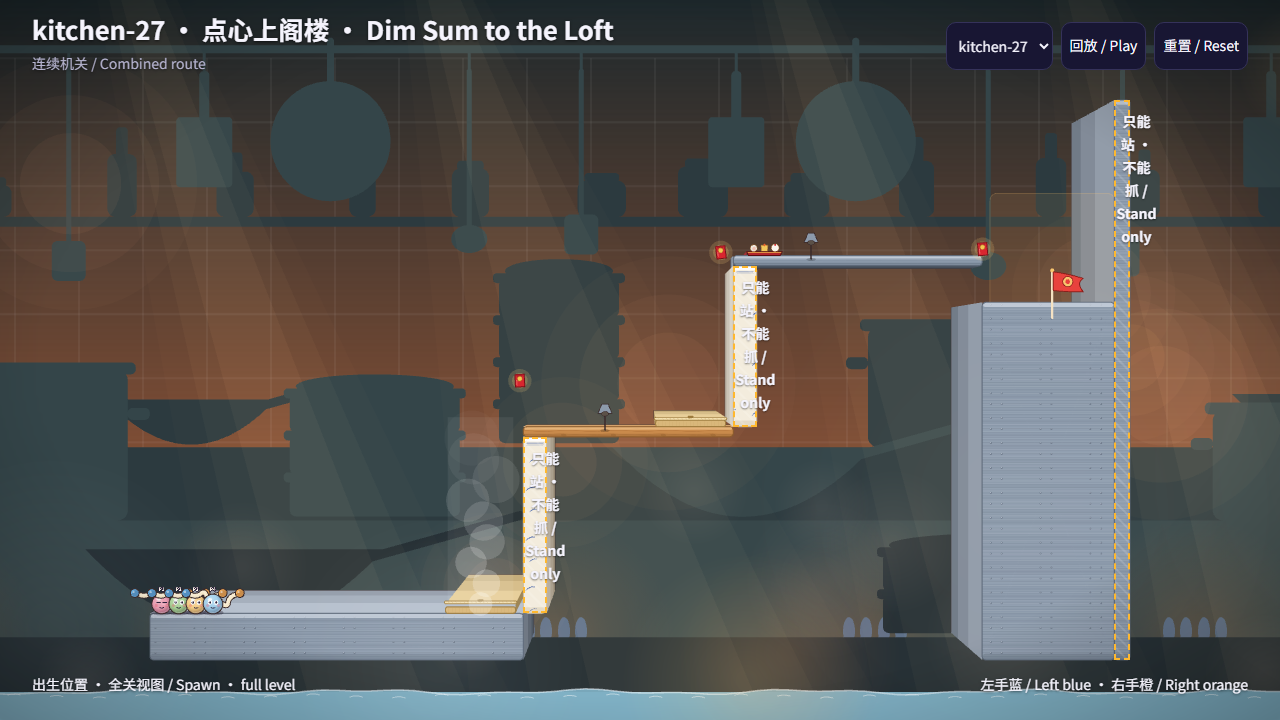 kitchen-27 · 点心上阁楼 · Dim Sum to the Loft
连续机关 / Combined route
kitchen-27
回放 / Play
重置 / Reset
只能
站 ·
不能
抓 /
Stand
only
只能
站 ·
不能
抓 /
Stand
only
只能
站 ·
不能
抓 /
Stand
only
P1
P1
P1
出生位置 · 全关视图 / Spawn · full level
左手蓝 / Left blue · 右手橙 / Right orange